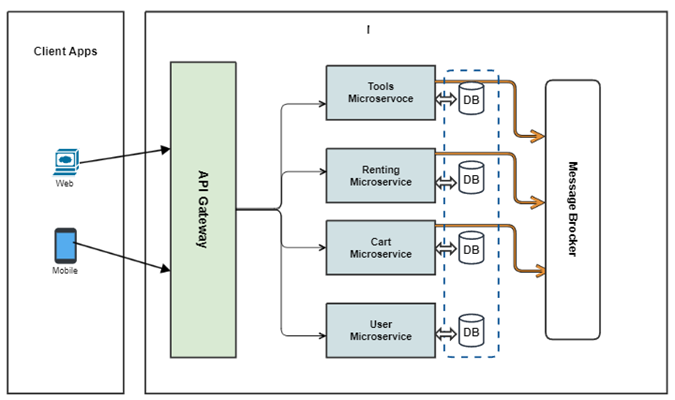 Client Apps
Web
Mobile
API Gateway
Tools
Microservoce
DB
Renting
Microservice
DB
Cart
Microservice
DB
User
Microservice
DB
Message Brocker